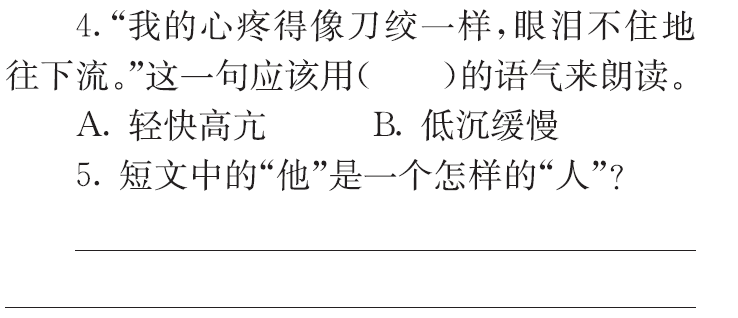 4.“我的心疼得像刀绞一样，眼泪不住地
往下流。”这一句应该用(　　)的语气来朗读。
A. 轻快高亢　　B. 低沉缓慢
5. 短文中的“他”是一个怎样的“人”？